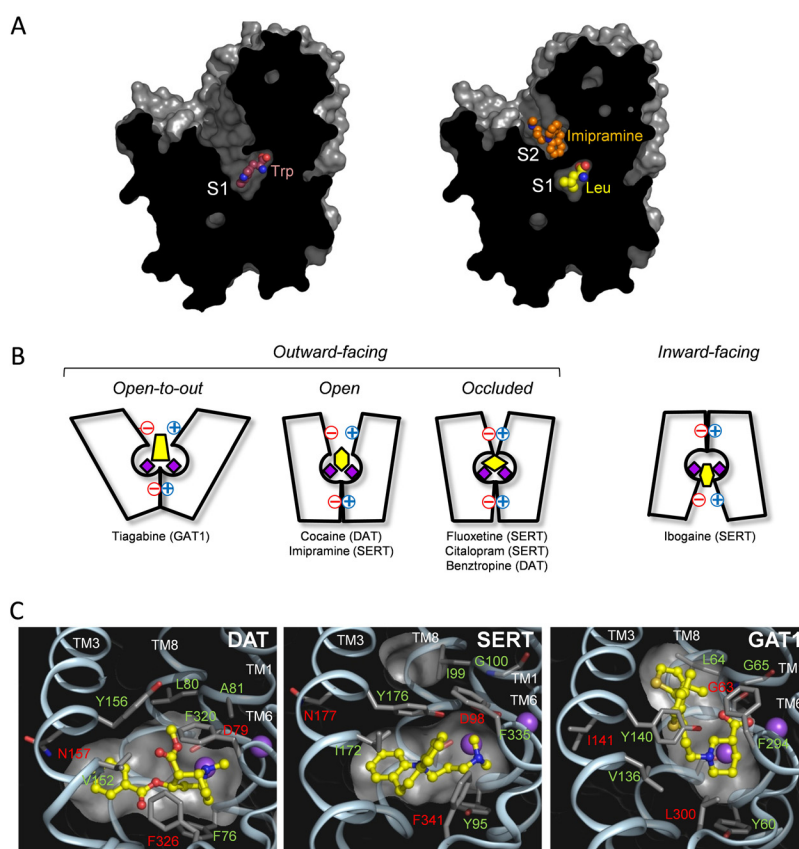 A
S1
Trp
S2
Imipramine
S1
Leu
B
Outward-facing
Inward-facing
Open-to-out
Open
Occluded
Tiagabine (GAT1)
Cocaine (DAT)
Imipramine (SERT)
Fluoxetine (SERT)
Citalopram (SERT)
Benztropine (DAT)
Ibogaine (SERT)
C
TM3
TM8
DAT
TM1
TM6
L80
A81
Y156
F320
D79
N157
V152
F326
F76
TM3
TM8
SERT
G100
I99
TM1
TM6
Y176
N177
D98
F335
I172
F341
Y95
TM3
TM8
GAT1
L64
G65
TM1
G63
TM6
I141
Y140
F294
V136
L300
Y60